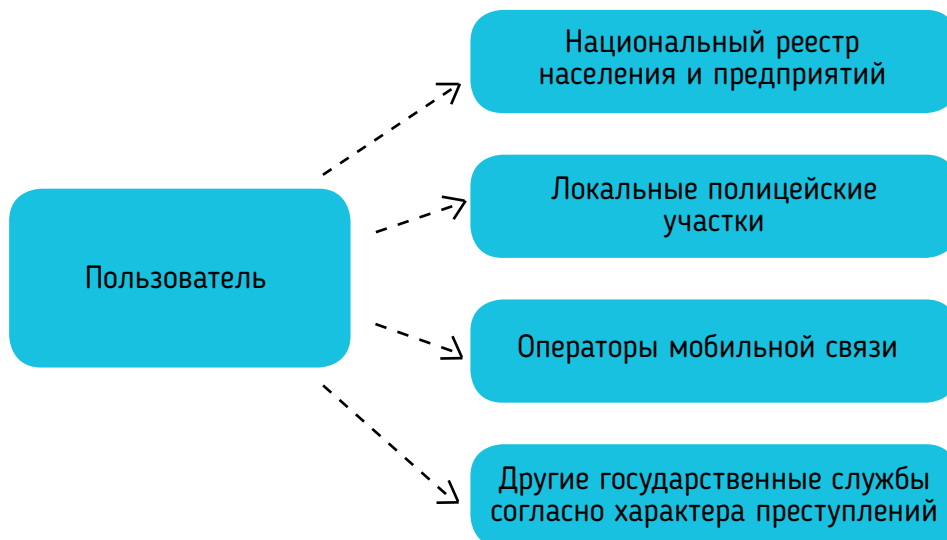 Национальный реестр
населения и предприятий
Локальные полицейские
участки
Пользователь
Операторы мобильной связи
Другие государственные службы
согласно характера преступлений